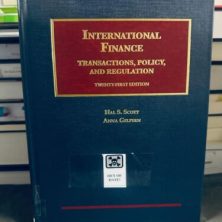 INTERNATIONAL
FINANCE
TRANSACTIONS, POLICY,
AND REGULATION
TWENTY-FIRST EDITION
HAL S. SCOTT
ANNA GELPERN